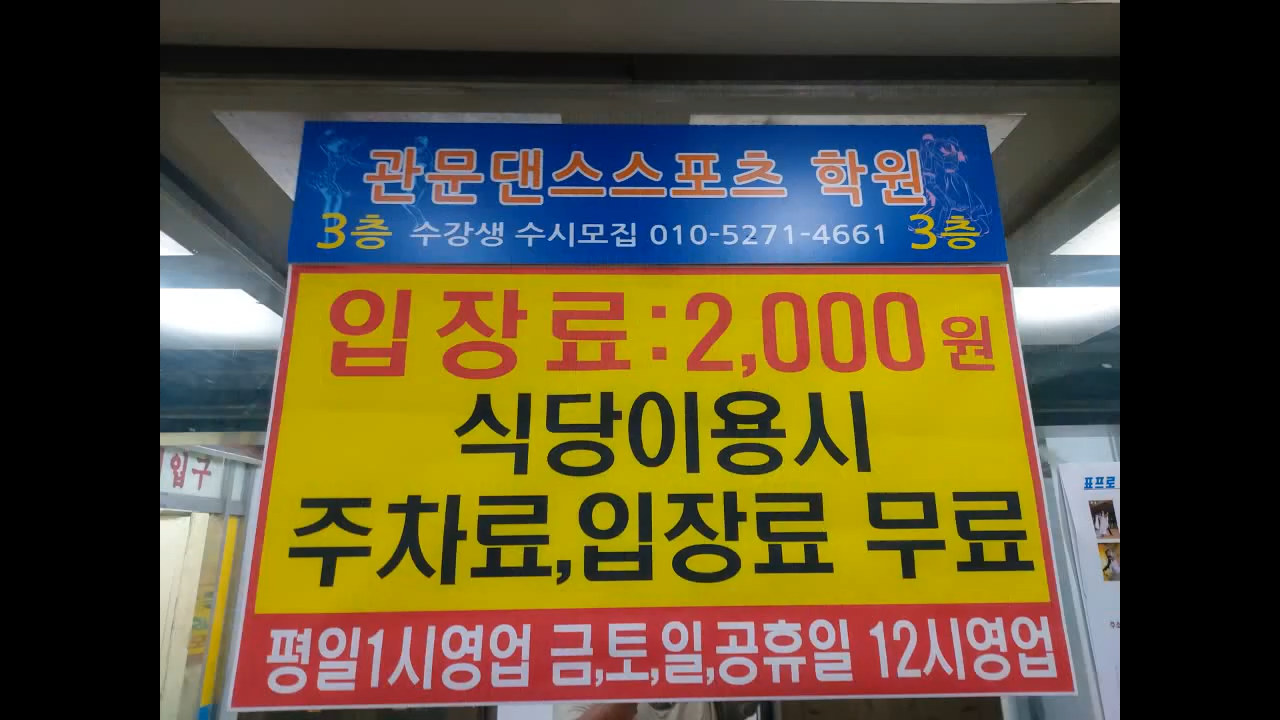 관문댄스스포츠 학원
3층 수강생 수시모집 010-5271-4661 3층
입장료:2,000원
식당이용시
주차료,입장료 무료
평일1시영업 금,토,일,공휴일 12시영업
입구
표프로